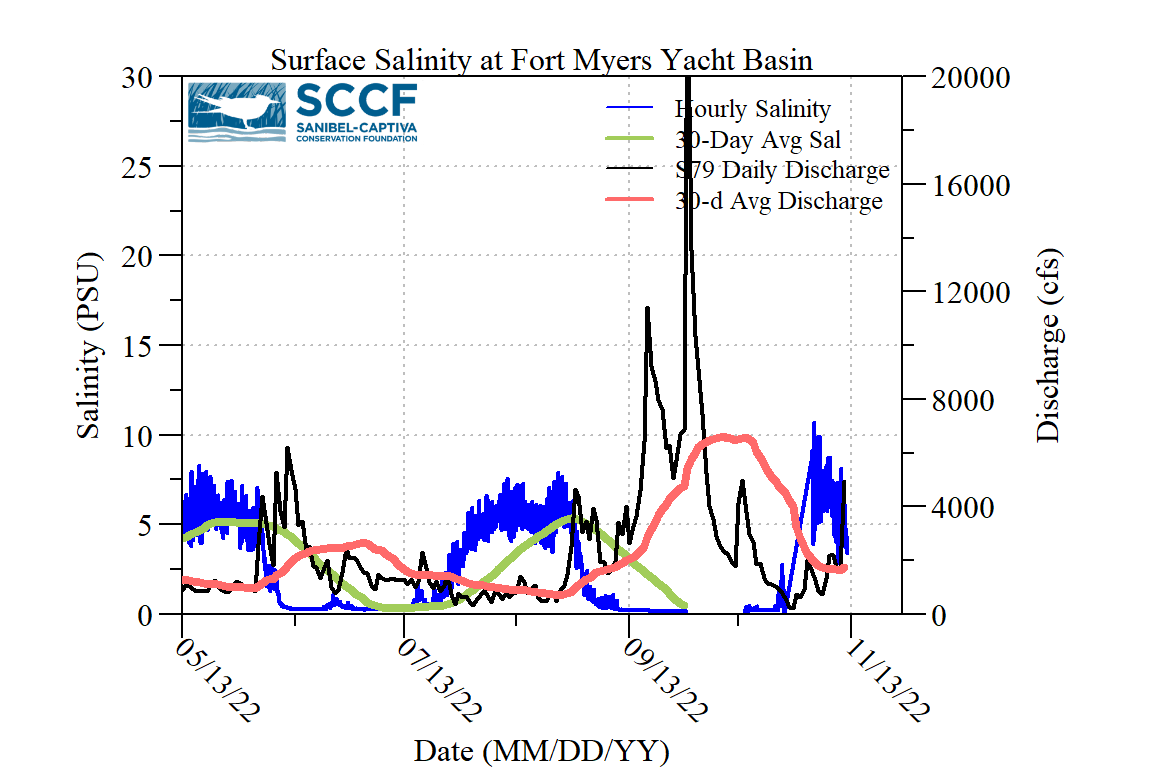 Surface Salinity at Fort Myers Yacht Basin
SCCF
SANIBEL-CAPTIVA
CONSERVATION FOUNDATION
Hourly Salinity
30-Day Avg Sal
S79 Daily Discharge
30-d Avg Discharge
30
25
20
15
10
5
0
Salinity (PSU)
20000
16000
12000
8000
4000
0
Discharge (cfs)
05/13/22
07/13/22
09/13/22
11/13/22
Date (MM/DD/YY)